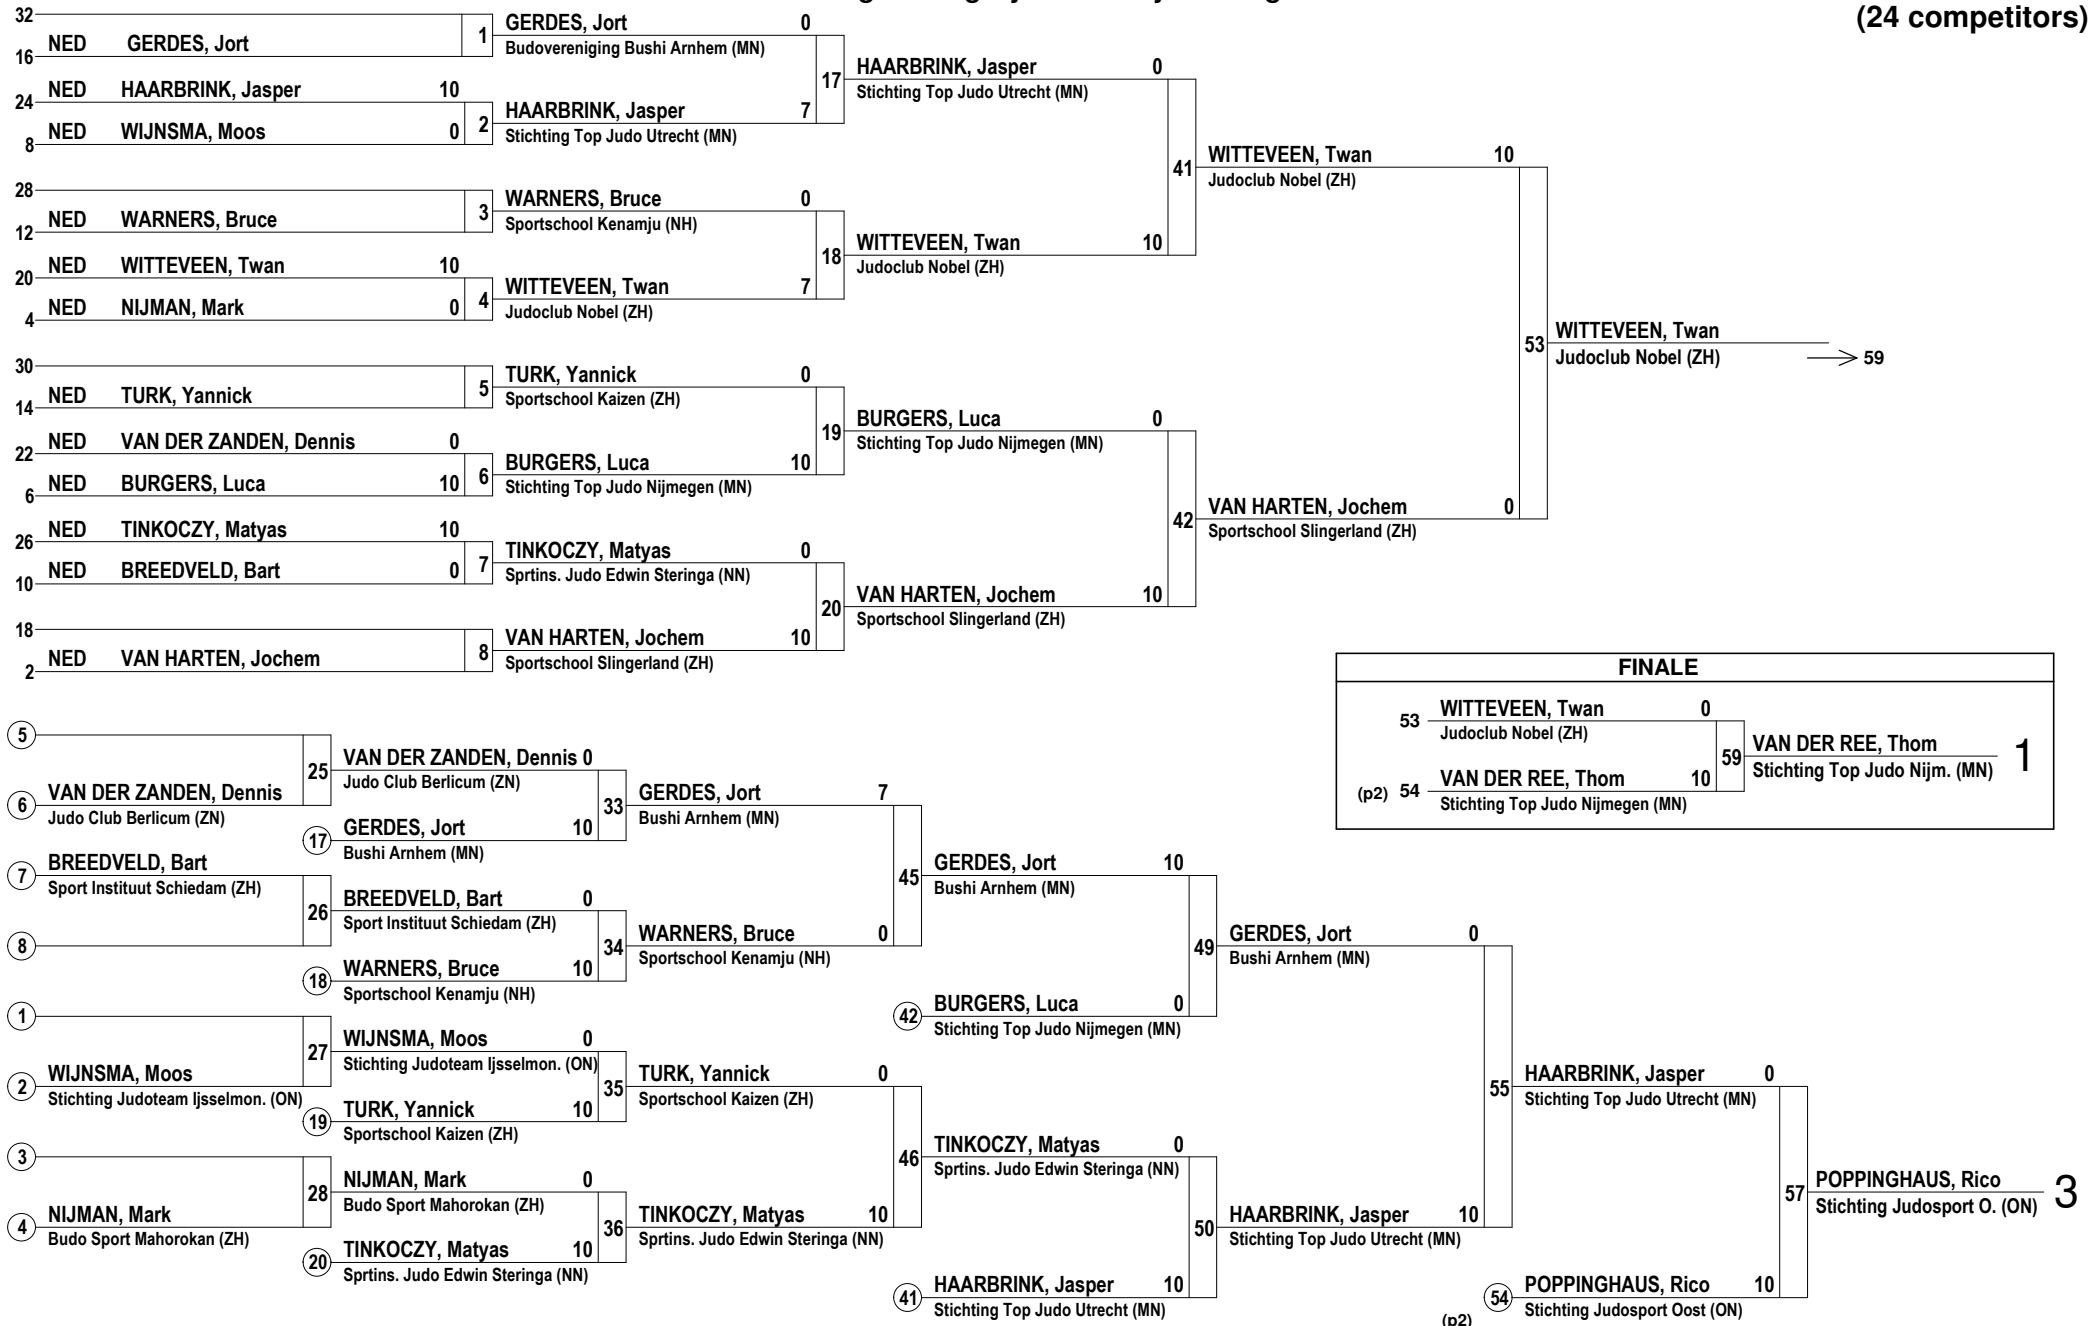 (24 competitors)
32
NED GERDES, Jort
16
1
GERDES, Jort 0
Budovereniging Bushi Arnhem (MN)
NED HAARBRINK, Jasper 10
24
NED WIJNSMA, Moos 0
8
2
HAARBRINK, Jasper 7
Stichting Top Judo Utrecht (MN)
17
HAARBRINK, Jasper 0
Stichting Top Judo Utrecht (MN)
28
NED WARNERS, Bruce
12
3
WARNERS, Bruce 0
Sportschool Kenamju (NH)
NED WITTEVEEN, Twan 10
20
NED NIJMAN, Mark 0
4
4
WITTEVEEN, Twan 7
Judoclub Nobel (ZH)
18
WITTEVEEN, Twan 10
Judoclub Nobel (ZH)
41
WITTEVEEN, Twan 10
Judoclub Nobel (ZH)
30
NED TURK, Yannick
14
5
TURK, Yannick 0
Sportschool Kaizen (ZH)
NED VAN DER ZANDEN, Dennis 0
22
NED BURGERS, Luca 10
6
6
BURGERS, Luca 10
Stichting Top Judo Nijmegen (MN)
19
BURGERS, Luca 0
Stichting Top Judo Nijmegen (MN)
NED TINKOCZY, Matyas 10
26
NED BREEDVELD, Bart 0
10
7
TINKOCZY, Matyas 0
Sprtins. Judo Edwin Steringa (NN)
18
NED VAN HARTEN, Jochem
2
8
VAN HARTEN, Jochem 10
Sportschool Slingerland (ZH)
20
VAN HARTEN, Jochem 10
Sportschool Slingerland (ZH)
42
VAN HARTEN, Jochem 0
Sportschool Slingerland (ZH)
53
WITTEVEEN, Twan
Judoclub Nobel (ZH)
59
FINALE
53
WITTEVEEN, Twan 0
Judoclub Nobel (ZH)
(p2) 54
VAN DER REE, Thom 10
Stichting Top Judo Nijmegen (MN)
59
VAN DER REE, Thom
Stichting Top Judo Nijm. (MN)
1
5
6
VAN DER ZANDEN, Dennis
Judo Club Berlicum (ZN)
25
VAN DER ZANDEN, Dennis 0
Judo Club Berlicum (ZN)
17
GERDES, Jort 10
Bushi Arnhem (MN)
33
GERDES, Jort 7
Bushi Arnhem (MN)
7
BREEDVELD, Bart
Sport Instituut Schiedam (ZH)
8
26
BREEDVELD, Bart 0
Sport Instituut Schiedam (ZH)
18
WARNERS, Bruce 10
Sportschool Kenamju (NH)
34
WARNERS, Bruce 0
Sportschool Kenamju (NH)
45
GERDES, Jort 10
Bushi Arnhem (MN)
42
BURGERS, Luca 0
Stichting Top Judo Nijmegen (MN)
49
GERDES, Jort 0
Bushi Arnhem (MN)
1
2
WIJNSMA, Moos
Stichting Judoteam Ijsselmon. (ON)
27
WIJNSMA, Moos 0
Stichting Judoteam Ijsselmon. (ON)
19
TURK, Yannick 10
Sportschool Kaizen (ZH)
35
TURK, Yannick 0
Sportschool Kaizen (ZH)
3
4
NIJMAN, Mark
Budo Sport Mahorokan (ZH)
28
NIJMAN, Mark 0
Budo Sport Mahorokan (ZH)
20
TINKOCZY, Matyas 10
Sprtins. Judo Edwin Steringa (NN)
36
TINKOCZY, Matyas 10
Sprtins. Judo Edwin Steringa (NN)
46
TINKOCZY, Matyas 0
Sprtins. Judo Edwin Steringa (NN)
41
HAARBRINK, Jasper 10
Stichting Top Judo Utrecht (MN)
50
HAARBRINK, Jasper 10
Stichting Top Judo Utrecht (MN)
55
HAARBRINK, Jasper 0
Stichting Top Judo Utrecht (MN)
54
(p2)
POPPINGHAUS, Rico 10
Stichting Judosport Oost (ON)
57
POPPINGHAUS, Rico
Stichting Judosport O. (ON)
3